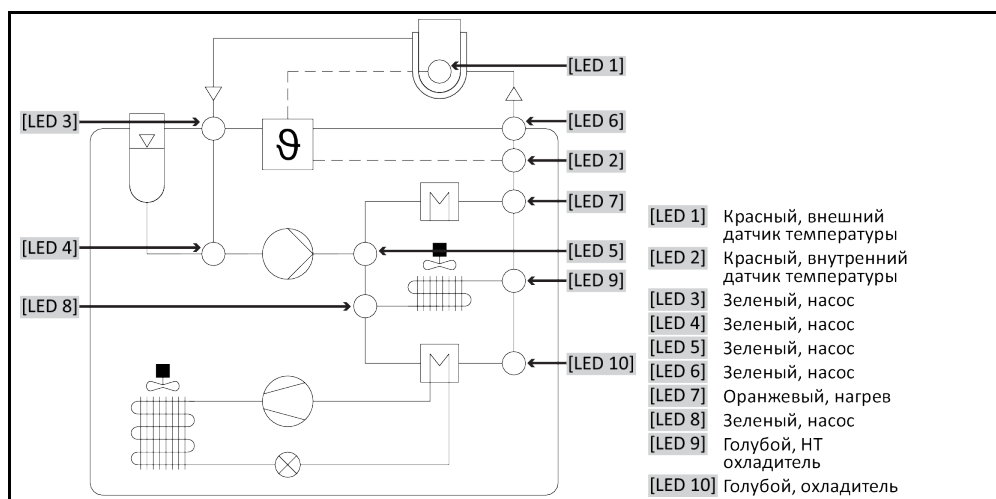 [LED 1]
[LED 3]
[LED 6]
ϑ
[LED 2]
[LED 7]
[LED 4]
[LED 5]
[LED 9]
[LED 8]
[LED 10]
[LED 1] Красный, внешний
датчик температуры
[LED 2] Красный, внутренний
датчик температуры
[LED 3] Зеленый, насос
[LED 4] Зеленый, насос
[LED 5] Зеленый, насос
[LED 6] Зеленый, насос
[LED 7] Оранжевый, нагрев
[LED 8] Зеленый, насос
[LED 9] Голубой, НТ
охладитель
[LED 10] Голубой, охладитель